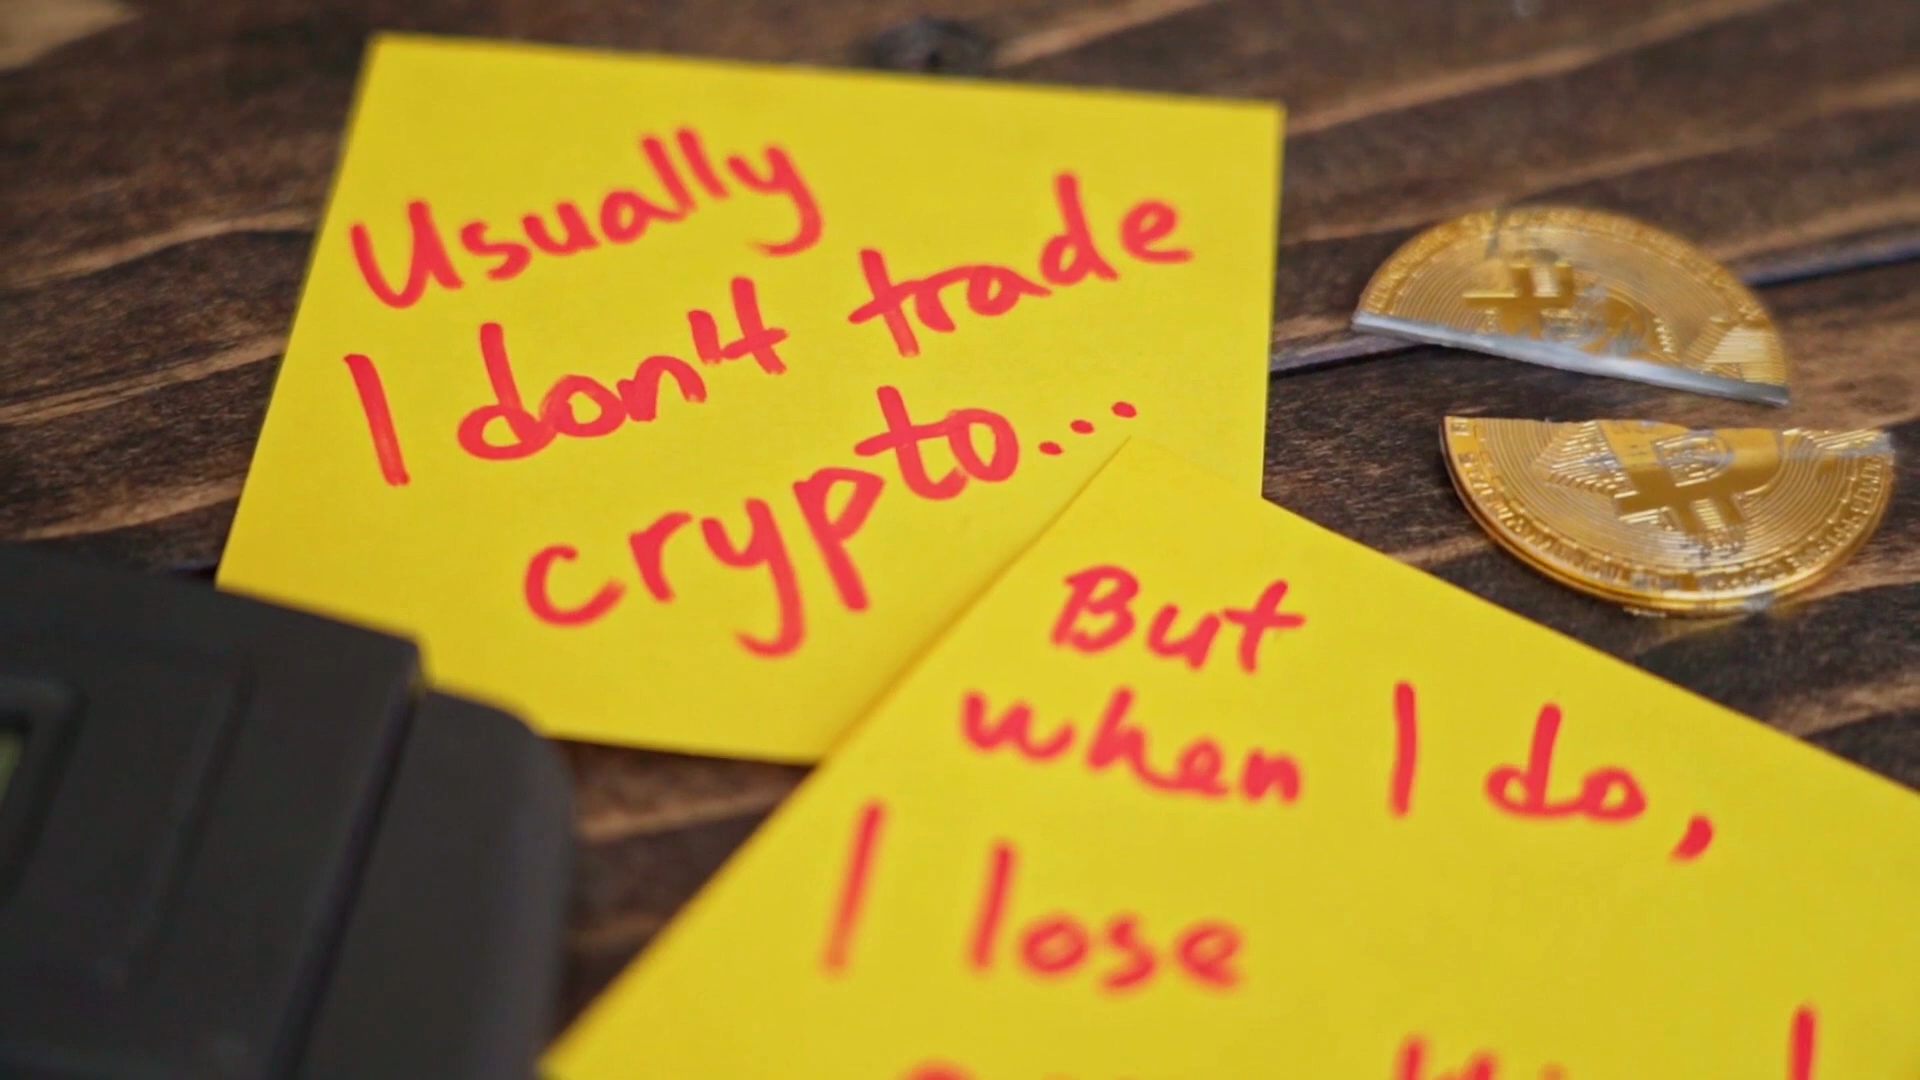 Usually
I don't trade
crypto...
But
when I do,
I lose